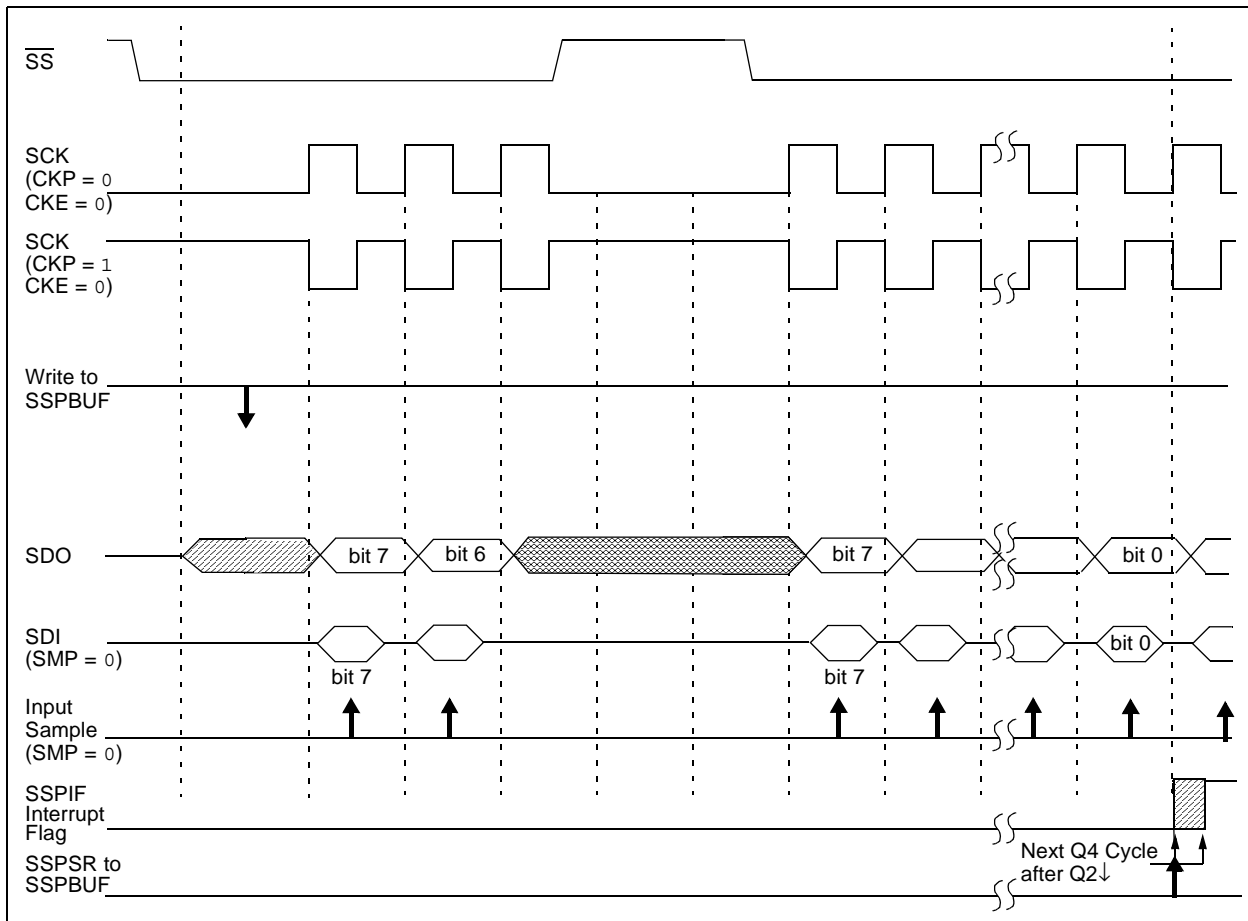 SS
SCK
(CKP = 0
CKE = 0)
SCK
(CKP = 1
CKE = 0)
Write to
SSPBUF
SDO
bit 7
bit 6
bit 7
bit 0
SDI
(SMP = 0)
bit 7
bit 7
bit 0
Input
Sample
(SMP = 0)
SSPIF
Interrupt
Flag
SSPSR to
SSPBUF
Next Q4 Cycle
after Q2↓